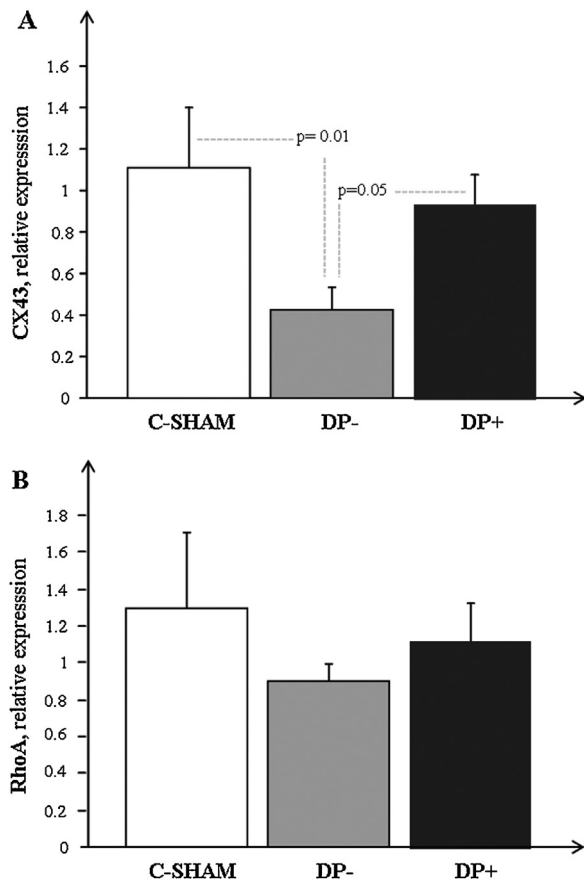 A
CX43, relative expresssion
1.6
1.4
1.2
1
0.8
0.6
0.4
0.2
0
p= 0.01
p=0.05
C-SHAM DP- DP+
B
RhoA, relative expresssion
1.8
1.6
1.4
1.2
1
0.8
0.6
0.4
0.2
0
C-SHAM DP- DP+